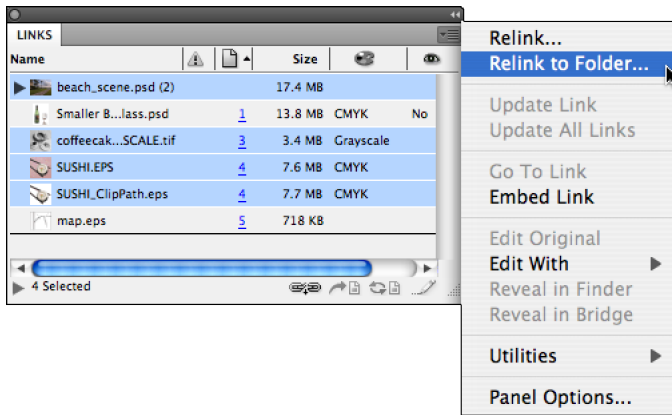 LINKS
Name Size
beach_scene.psd (2) 17.4 MB
Smaller B...lass.psd 1 13.8 MB CMYK No
coffeecak...SCALE.tif 3 3.4 MB Grayscale
SUSHI.EPS 4 7.6 MB CMYK
SUSHI_ClipPath.eps 4 7.7 MB CMYK
map.eps 5 718 KB
4 Selected
Relink...
Relink to Folder...
Update Link
Update All Links
Go To Link
Embed Link
Edit Original
Edit With
Reveal in Finder
Reveal in Bridge
Utilities
Panel Options...